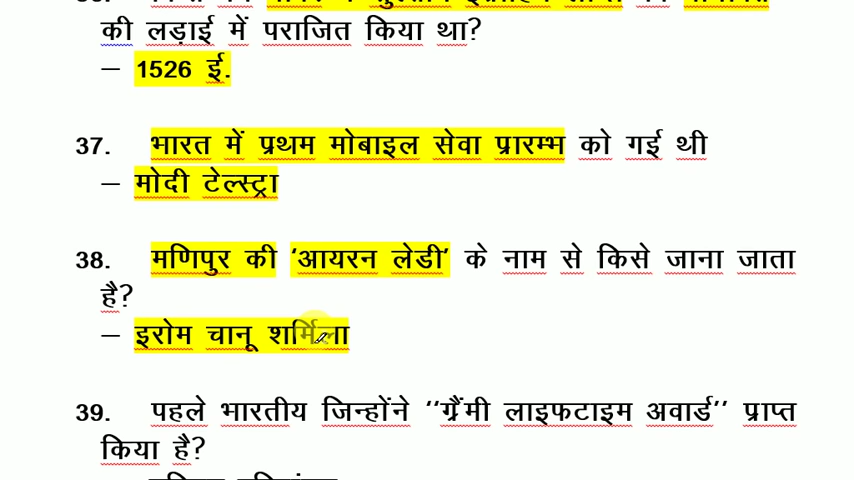 की लड़ाई में पराजित किया था?
– 1526 ई.
37. भारत में प्रथम मोबाइल सेवा प्रारम्भ को गई थी
– मोदी टेल्स्ट्रा
38. मणिपुर की 'आयरन लेडी' के नाम से किसे जाना जाता
है?
– इरोम चानू शर्मिला
39. पहले भारतीय जिन्होंने ''ग्रैंमी लाइफटाइम अवार्ड'' प्राप्त
किया है?